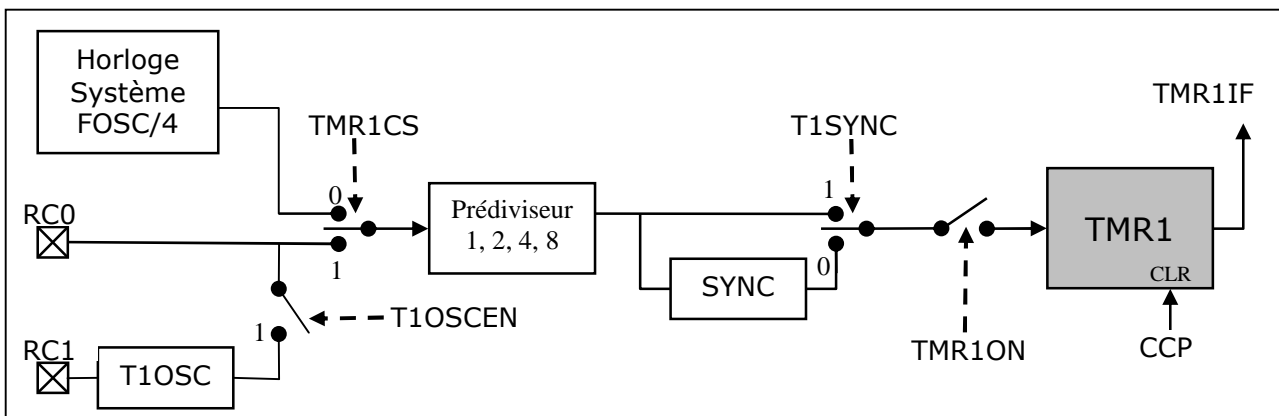 Horloge
Système
FOSC/4
TMR1CS
T1SYNC
TMR1IF
0
1
RC0
Prédiviseur
1, 2, 4, 8
TMR1
CLR
1
0
SYNC
T1OSCEN
1
RC1
T1OSC
TMR1ON
CCP